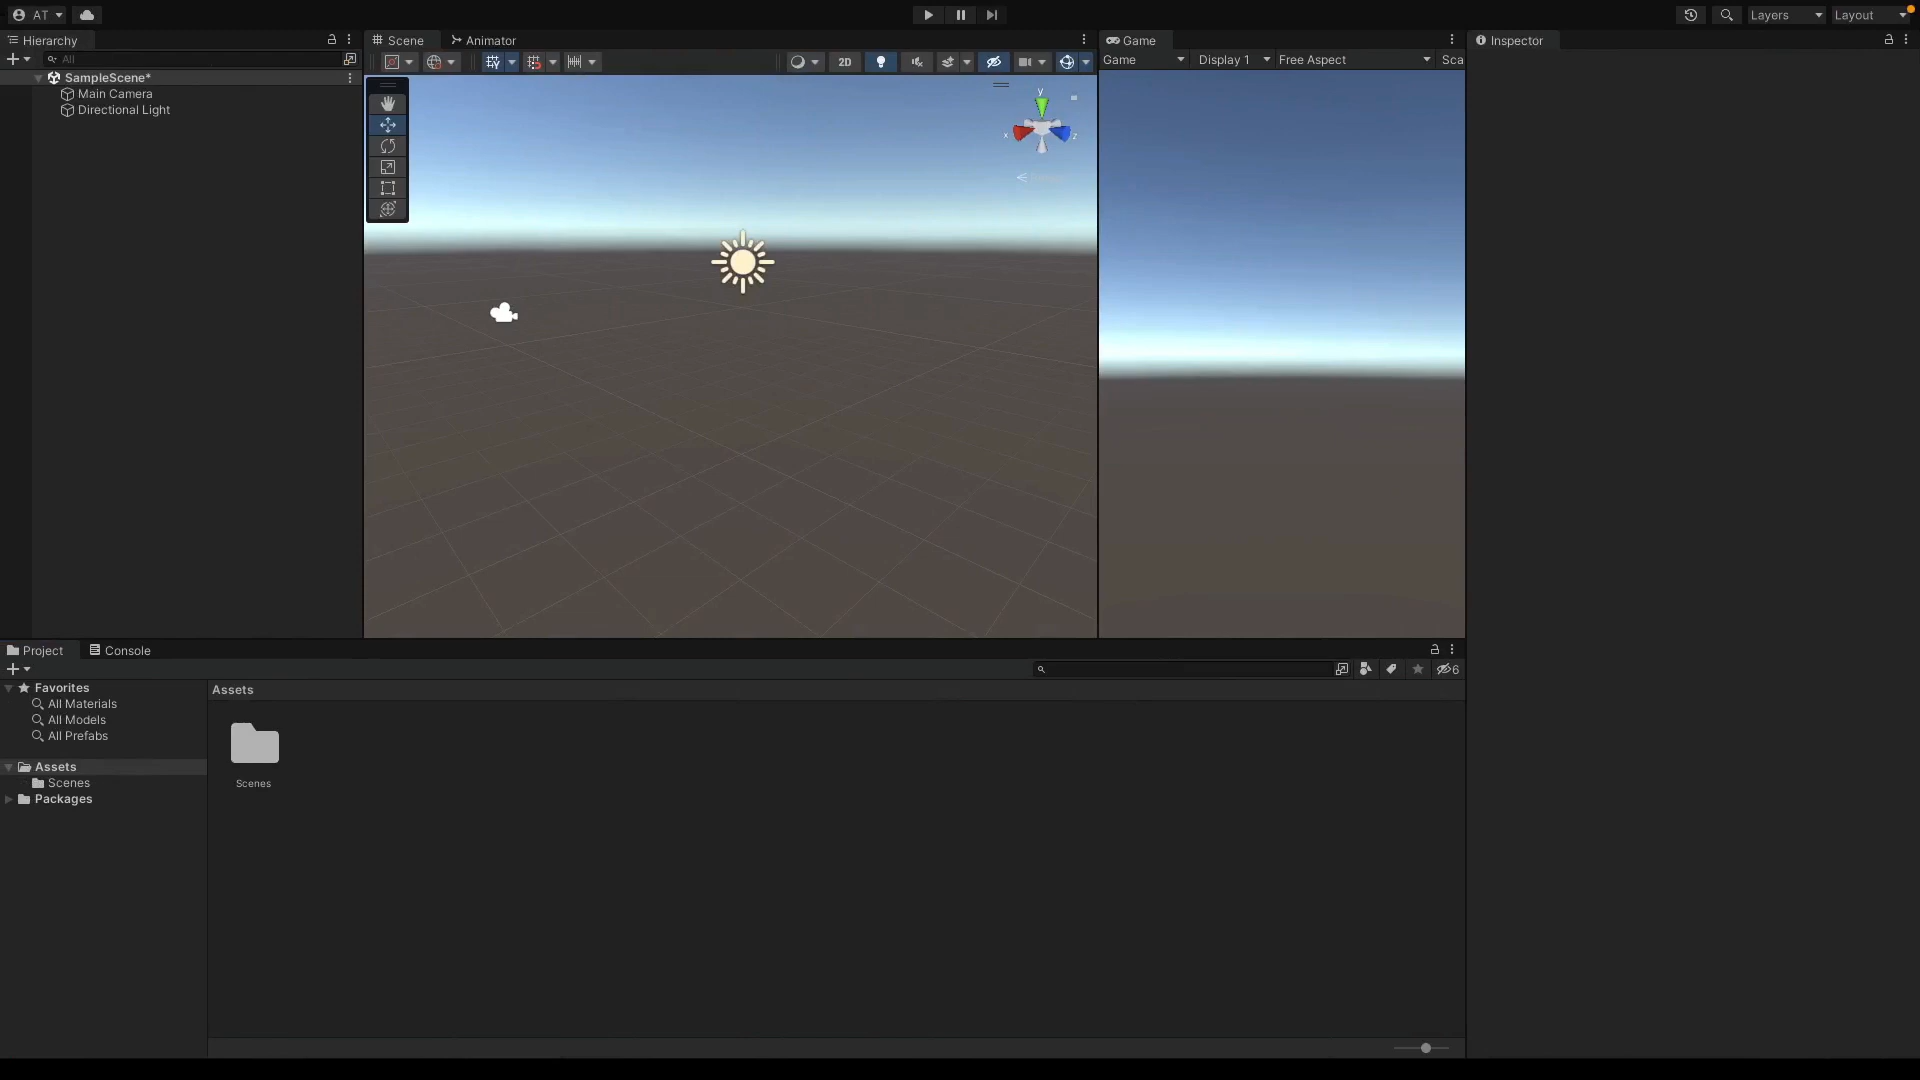 AT
Layers
Layout
Hierarchy
Scene
Animator
Game
Inspector
All
2D
Game
Display 1
Free Aspect
Sca
SampleScene*
Main Camera
Directional Light
y
x
z
Project
Console
6
Favorites
Assets
All Materials
All Models
All Prefabs
Assets
Scenes
Scenes
Packages